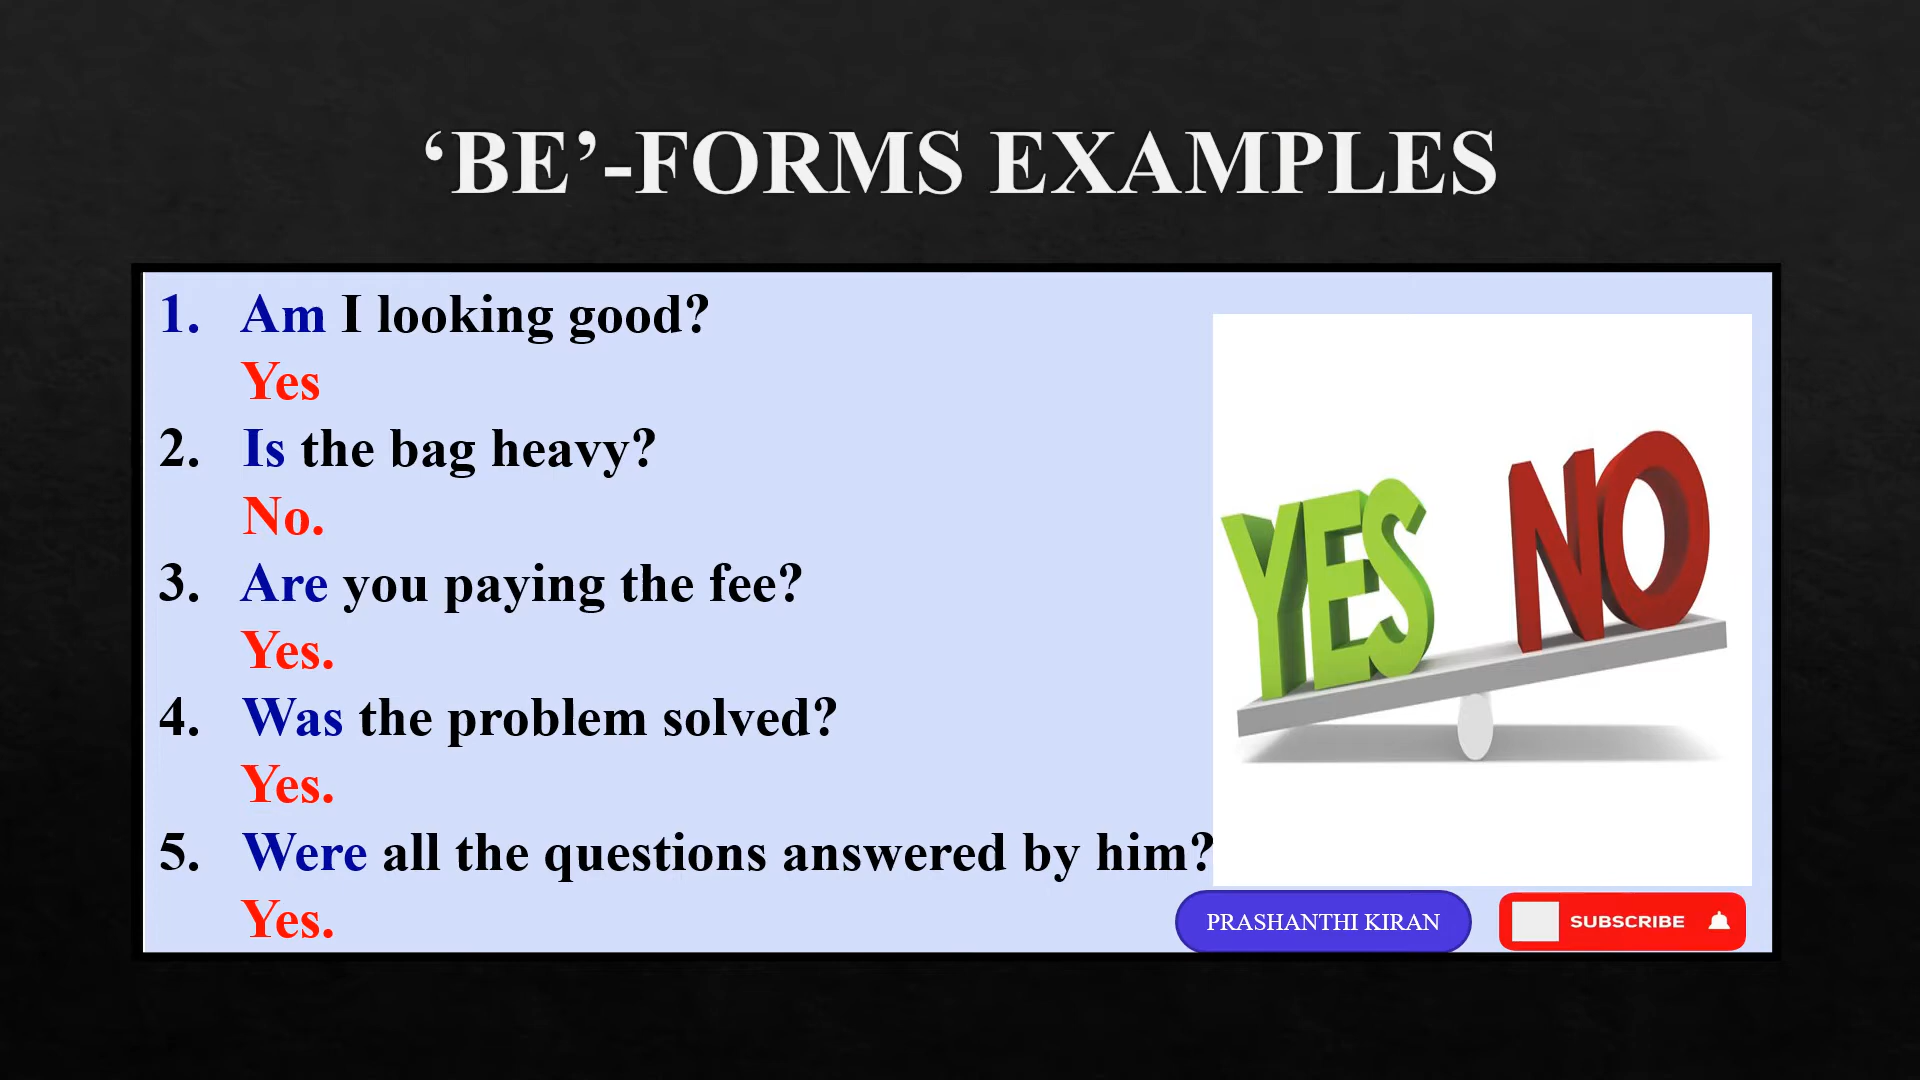 ‘BE’-FORMS EXAMPLES
1. Am I looking good?
Yes
2. Is the bag heavy?
No.
3. Are you paying the fee?
Yes.
4. Was the problem solved?
Yes.
5. Were all the questions answered by him?
Yes.
YES NO
PRASHANTHI KIRAN
SUBSCRIBE